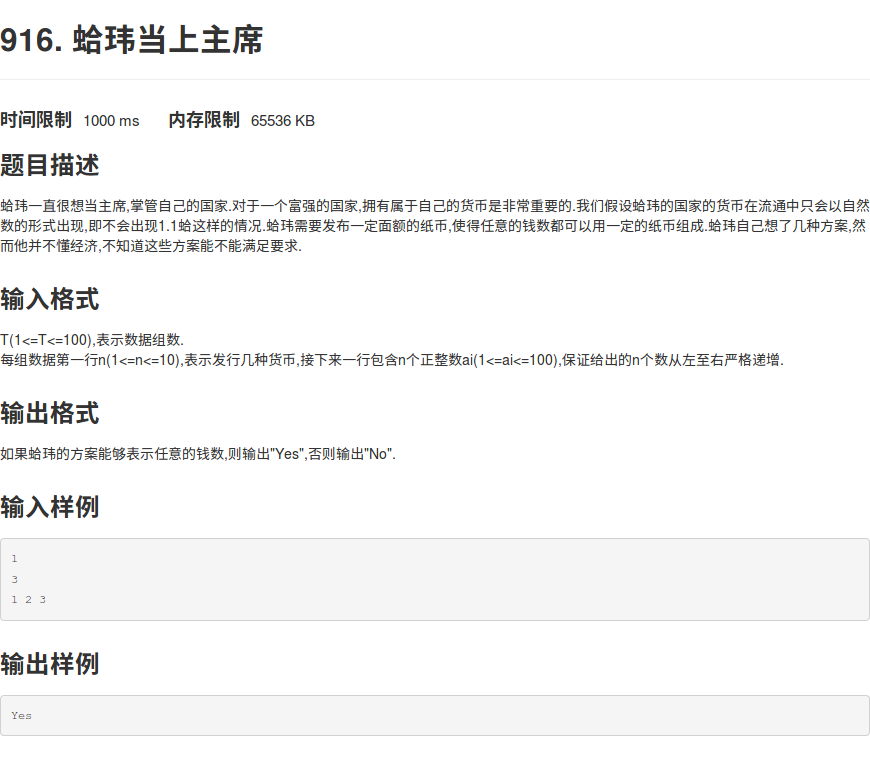 916. 蛤玮当上主席
时间限制 1000 ms 内存限制 65536 KB
题目描述
蛤玮一直很想当主席,掌管自己的国家.对于一个富强的国家,拥有属于自己的货币是非常重要的.我们假设蛤玮的国家的货币在流通中只会以自然
数的形式出现,即不会出现1.1蛤这样的情况.蛤玮需要发布一定面额的纸币,使得任意的钱数都可以用一定的纸币组成.蛤玮自己想了几种方案,然
而他并不懂经济,不知道这些方案能不能满足要求.
输入格式
T(1<=T<=100),表示数据组数.
每组数据第一行n(1<=n<=10),表示发行几种货币,接下来一行包含n个正整数ai(1<=ai<=100),保证给出的n个数从左至右严格递增.
输出格式
如果蛤玮的方案能够表示任意的钱数,则输出"Yes",否则输出"No".
输入样例
1
3
1 2 3
输出样例
Yes